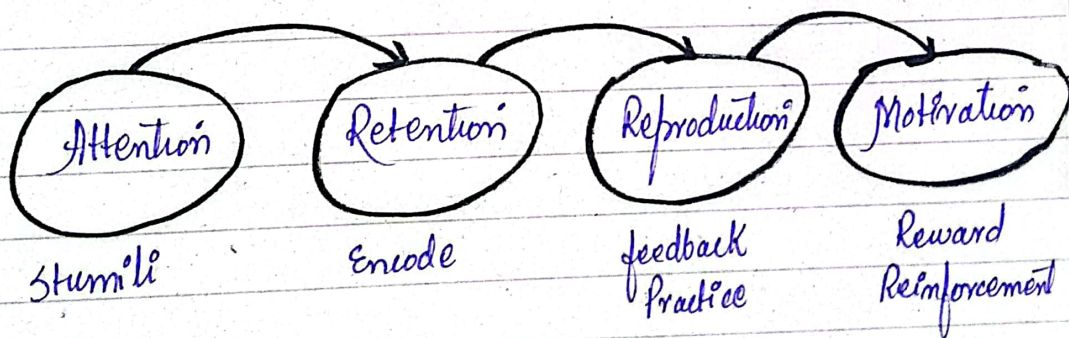 Attention
Retention
Reproduction
Motivation
Stumili
Encode
feedback
Practice
Reward
Reinforcement